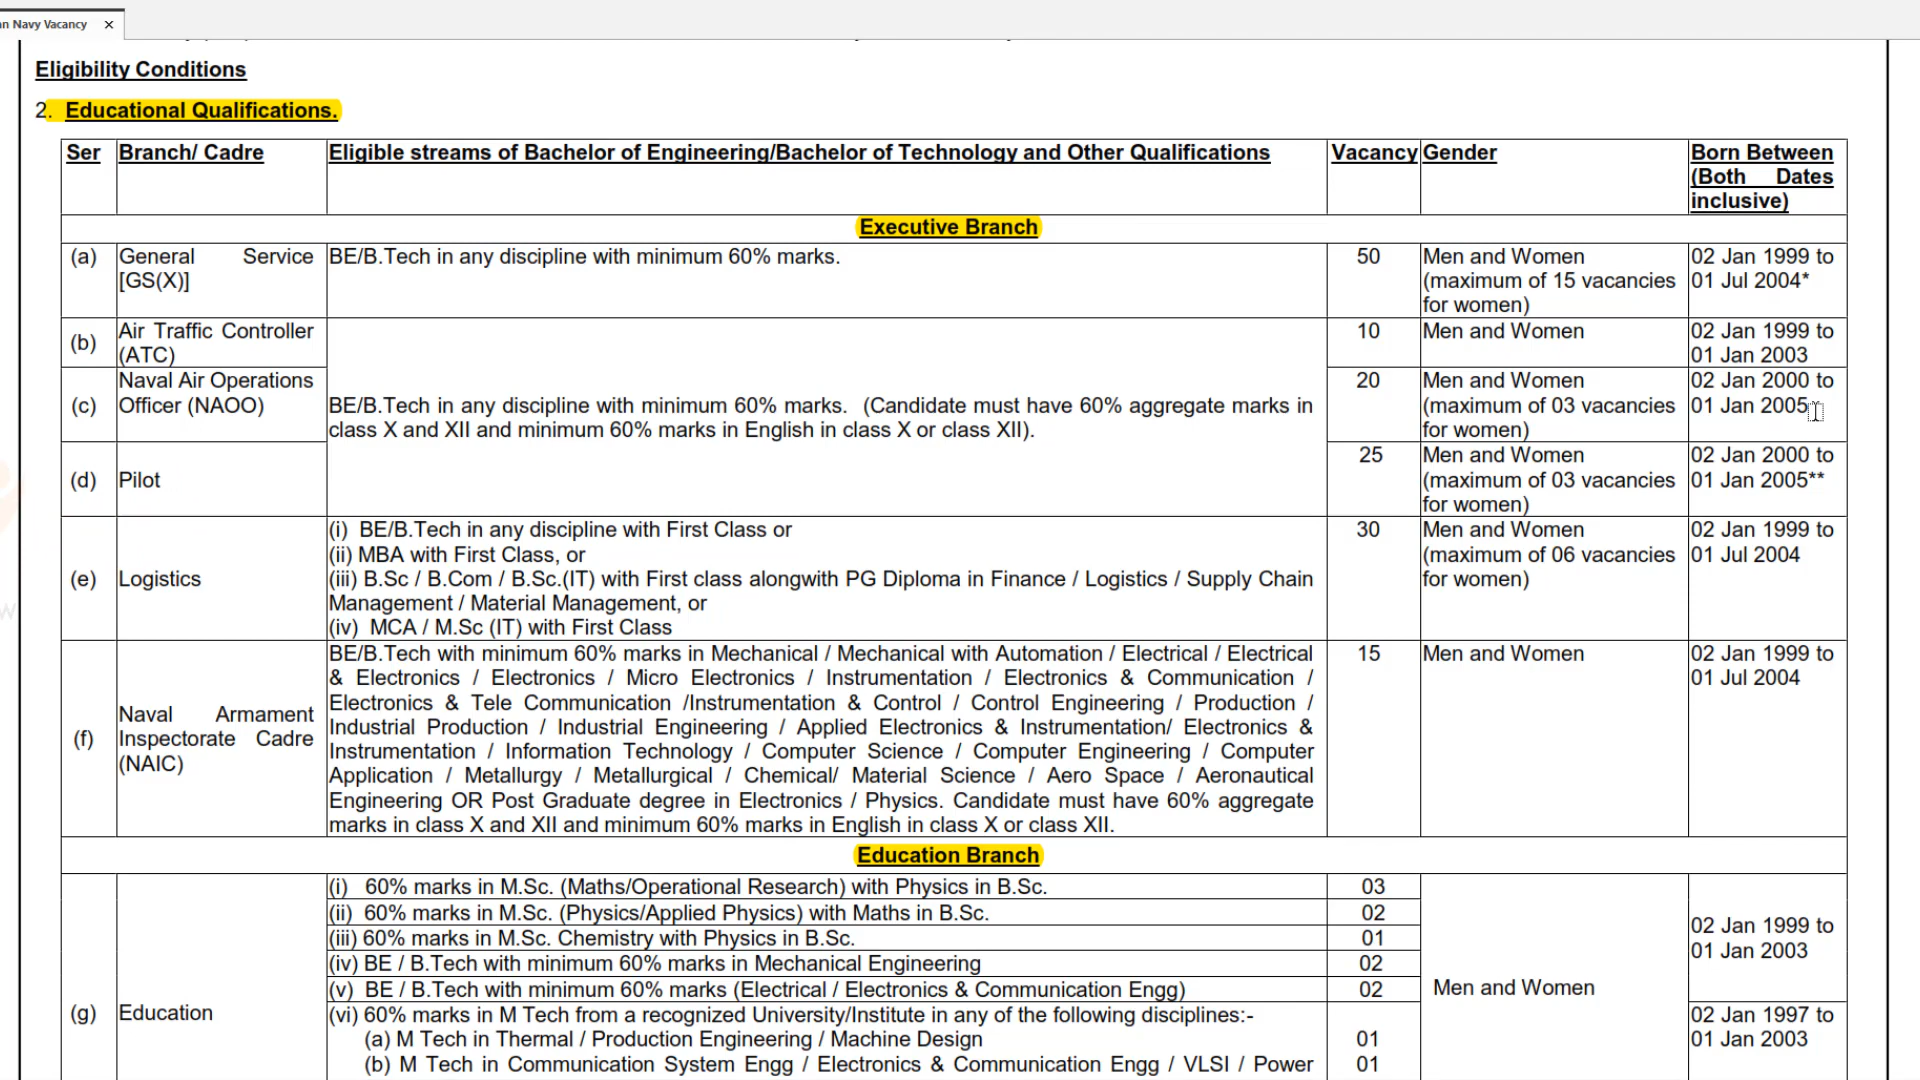 an Navy Vacancy ×
Eligibility Conditions
2. Educational Qualifications.
Ser Branch/ Cadre Eligible streams of Bachelor of Engineering/Bachelor of Technology and Other Qualifications Vacancy Gender Born Between
(Both Dates
inclusive)
Executive Branch
(a) General Service BE/B.Tech in any discipline with minimum 60% marks. 50 Men and Women 02 Jan 1999 to
[GS(X)] (maximum of 15 vacancies 01 Jul 2004*
for women)
(b) Air Traffic Controller 10 Men and Women 02 Jan 1999 to
(ATC) 01 Jan 2003
Naval Air Operations 20 Men and Women 02 Jan 2000 to
(c) Officer (NAOO) BE/B.Tech in any discipline with minimum 60% marks. (Candidate must have 60% aggregate marks in (maximum of 03 vacancies 01 Jan 2005
class X and XII and minimum 60% marks in English in class X or class XII). for women)
25 Men and Women 02 Jan 2000 to
(d) Pilot (maximum of 03 vacancies 01 Jan 2005**
for women)
(i) BE/B.Tech in any discipline with First Class or 30 Men and Women 02 Jan 1999 to
(ii) MBA with First Class, or (maximum of 06 vacancies 01 Jul 2004
(e) Logistics (iii) B.Sc / B.Com / B.Sc.(IT) with First class alongwith PG Diploma in Finance / Logistics / Supply Chain for women)
Management / Material Management, or
(iv) MCA / M.Sc (IT) with First Class
BE/B.Tech with minimum 60% marks in Mechanical / Mechanical with Automation / Electrical / Electrical 15 Men and Women 02 Jan 1999 to
& Electronics / Electronics / Micro Electronics / Instrumentation / Electronics & Communication / 01 Jul 2004
Electronics & Tele Communication /Instrumentation & Control / Control Engineering / Production /
Naval Armament Industrial Production / Industrial Engineering / Applied Electronics & Instrumentation/ Electronics &
(f) Inspectorate Cadre Instrumentation / Information Technology / Computer Science / Computer Engineering / Computer
(NAIC) Application / Metallurgy / Metallurgical / Chemical/ Material Science / Aero Space / Aeronautical
Engineering OR Post Graduate degree in Electronics / Physics. Candidate must have 60% aggregate
marks in class X and XII and minimum 60% marks in English in class X or class XII.
Education Branch
(i) 60% marks in M.Sc. (Maths/Operational Research) with Physics in B.Sc. 03
(ii) 60% marks in M.Sc. (Physics/Applied Physics) with Maths in B.Sc. 02 02 Jan 1999 to
(iii) 60% marks in M.Sc. Chemistry with Physics in B.Sc. 01 01 Jan 2003
(iv) BE / B.Tech with minimum 60% marks in Mechanical Engineering 02
(v) BE / B.Tech with minimum 60% marks (Electrical / Electronics & Communication Engg) 02 Men and Women
(g) Education (vi) 60% marks in M Tech from a recognized University/Institute in any of the following disciplines:- 02 Jan 1997 to
(a) M Tech in Thermal / Production Engineering / Machine Design 01 01 Jan 2003
(b) M Tech in Communication System Engg / Electronics & Communication Engg / VLSI / Power 01